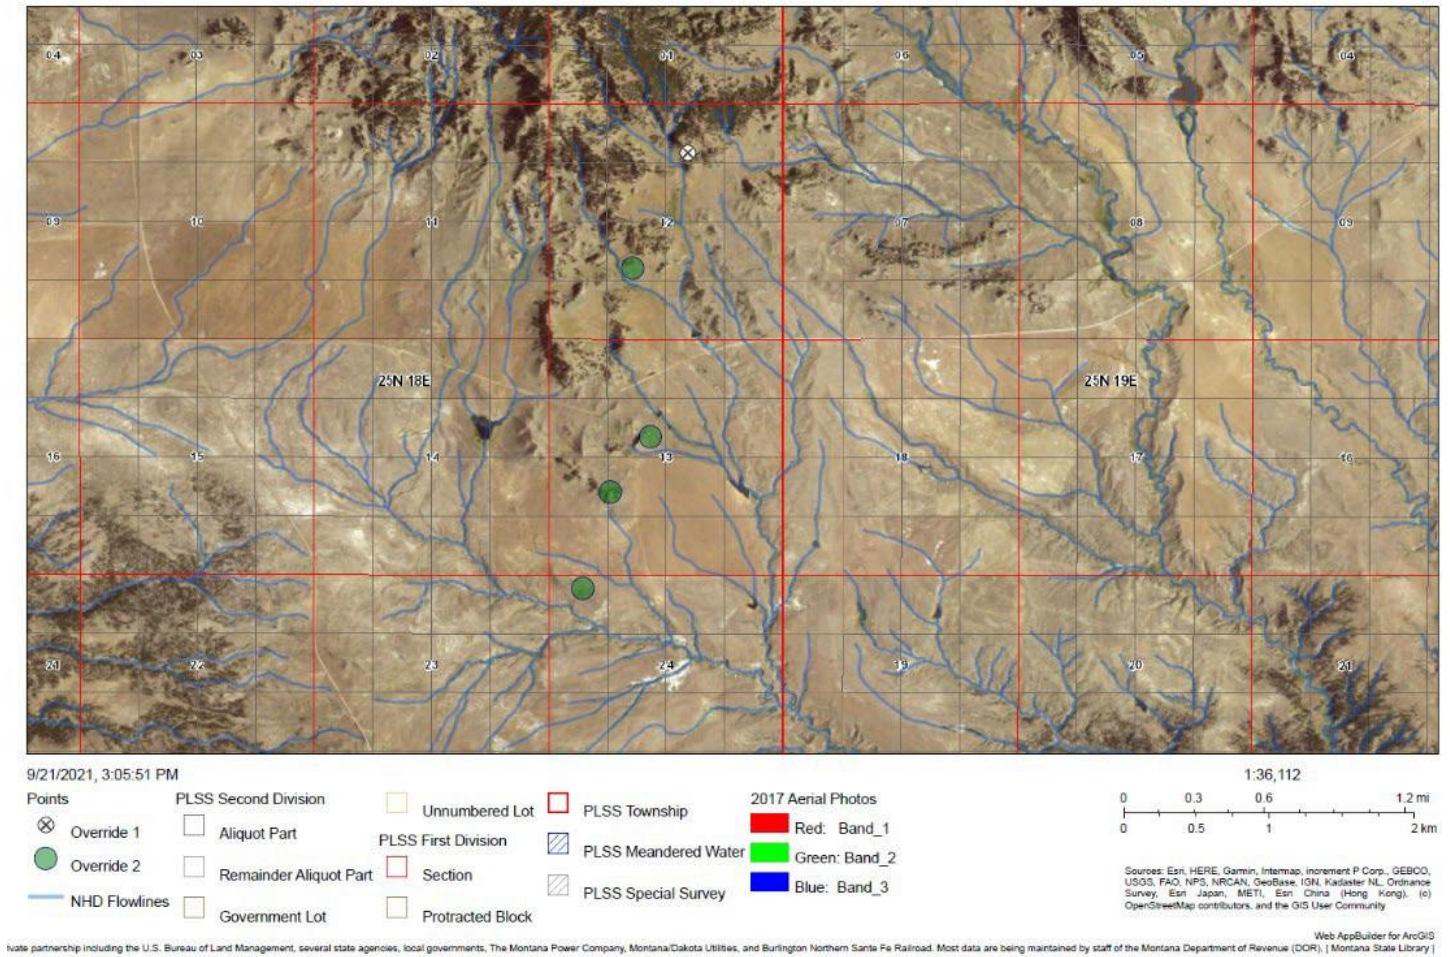 04 03 02 01 06 05 04
09 10 11 12 07 08 09
25N 18E 25N 19E
16 15 14 13 18 17 16
21 22 23 24 19 20 21
9/21/2021, 3:05:51 PM
Points
Override 1
Override 2
NHD Flowlines
PLSS Second Division
Aliquot Part
Remainder Aliquot Part
Government Lot
Unnumbered Lot
PLSS First Division
Section
Protracted Block
PLSS Township
PLSS Meandered Water
PLSS Special Survey
2017 Aerial Photos
Red: Band_1
Green: Band_2
Blue: Band_3
1:36,112
0 0.3 0.6 1.2 mi
0 0.5 1 2 km
Sources: Esri, HERE, Garmin, Intermap, increment P Corp., GEBCO,
USGS, FAO, NPS, NRCAN, GeoBase, IGN, Kadaster NL, Ordnance
Survey, Esri Japan, METI, Esri China (Hong Kong), (c)
OpenStreetMap contributors, and the GIS User Community
Web AppBuilder for ArcGIS
ivate partnership including the U.S. Bureau of Land Management, several state agencies, local governments, The Montana Power Company, Montana/Dakota Utilities, and Burlington Northern Sante Fe Railroad. Most data are being maintained by staff of the Montana Department of Revenue (DOR). | Montana State Library |